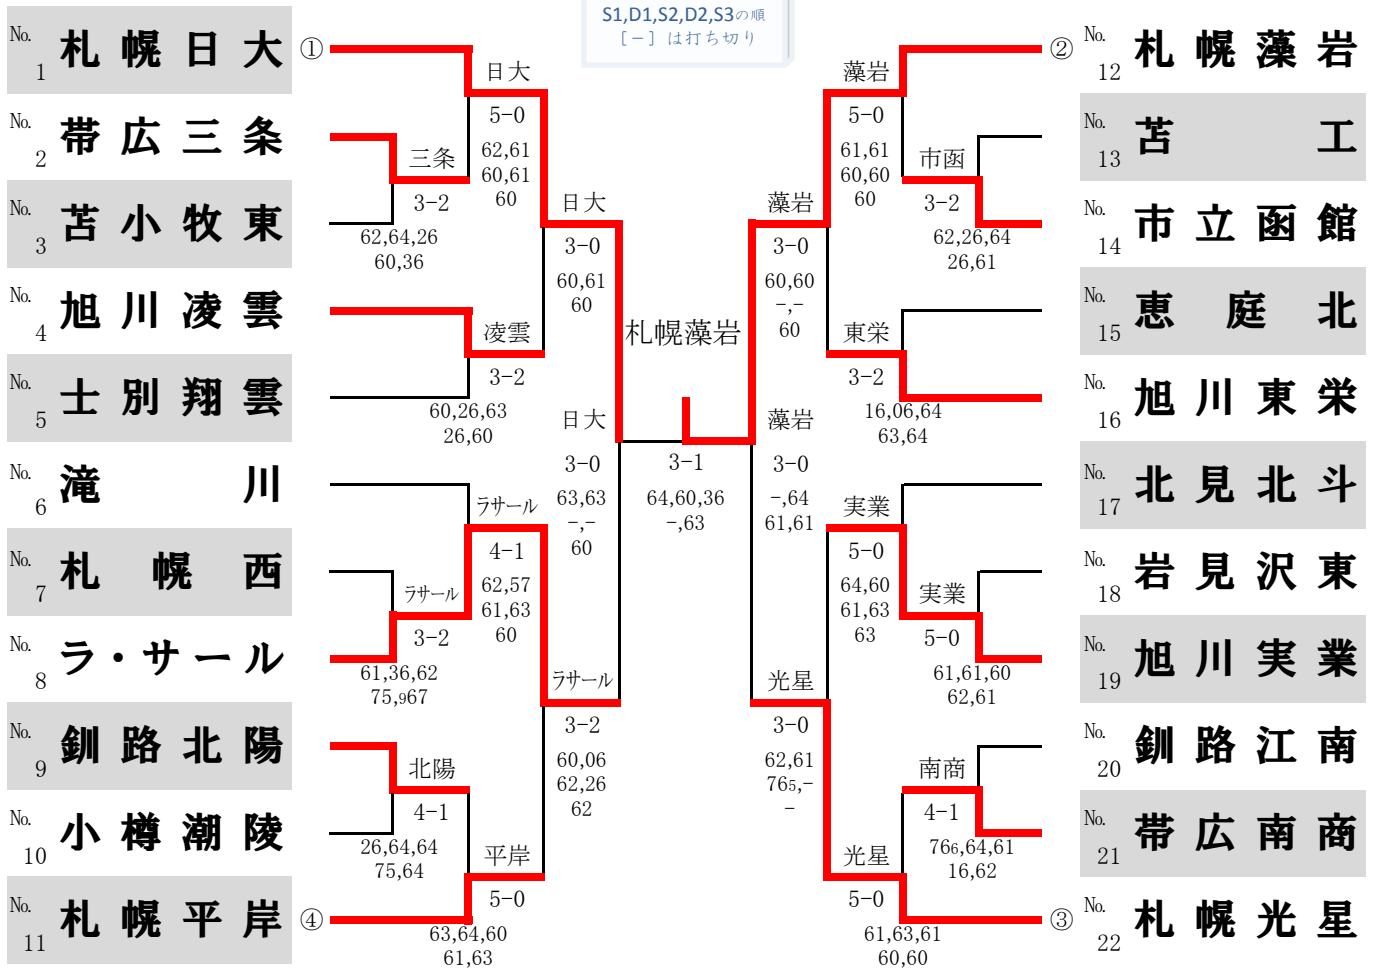 S1,D1,S2,D2,S3の順
[－] は打ち切り
No. 1 札幌日大 ①
No. 2 帯広三条
No. 3 苫小牧東
No. 4 旭川凌雲
No. 5 士別翔雲
No. 6 滝川
No. 7 札幌西
No. 8 ラ・サール
No. 9 釧路北陽
No. 10 小樽潮陵
No. 11 札幌平岸 ④
日大
5-0
62,61
60,61
60
三条
3-2
62,64,26
60,36
日大
3-0
60,61
60
凌雲
3-2
60,26,63
26,60
日大
3-0
63,63
-,-
60
ラサール
4-1
62,57
61,63
60
ラサール
3-2
61,36,62
75,967
ラサール
3-2
60,06
62,26
62
北陽
4-1
26,64,64
75,64
平岸
5-0
63,64,60
61,63
札幌藻岩
3-1
64,60,36
-,63
藻岩
5-0
61,61
60,60
60
市函
3-2
62,26,64
26,61
藻岩
3-0
60,60
-,-
60
東栄
3-2
16,06,64
63,64
藻岩
3-0
-,64
61,61
実業
5-0
64,60
61,63
63
実業
5-0
61,61,60
62,61
光星
3-0
62,61
765,-
-
南商
4-1
766,64,61
16,62
光星
5-0
61,63,61
60,60
② No. 12 札幌藻岩
No. 13 苫工
No. 14 市立函館
No. 15 恵庭北
No. 16 旭川東栄
No. 17 北見北斗
No. 18 岩見沢東
No. 19 旭川実業
No. 20 釧路江南
No. 21 帯広南商
③ No. 22 札幌光星